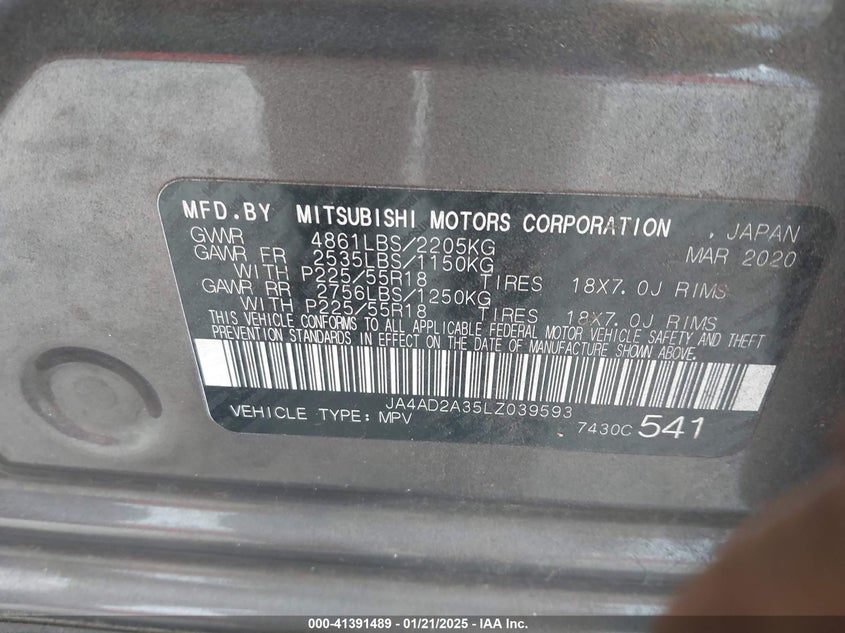 MFD.BY MITSUBISHI MOTORS CORPORATION , JAPAN
GVWR 4861LBS/2205KG MAR 2020
GAWR FR 2535LBS/1150KG
WITH P225/55R18 TIRES 18X7.0J RIMS
GAWR RR 2756LBS/1250KG
WITH P225/55R18 TIRES 18X7.0J RIMS
THIS VEHICLE CONFORMS TO ALL APPLICABLE FEDERAL MOTOR VEHICLE SAFETY AND THEFT
PREVENTION STANDARDS IN EFFECT ON THE DATE OF MANUFACTURE SHOWN ABOVE.
JA4AD2A35LZ039593
VEHICLE TYPE: MPV 7430C 541
000-41391489 - 01/21/2025 - IAA Inc.